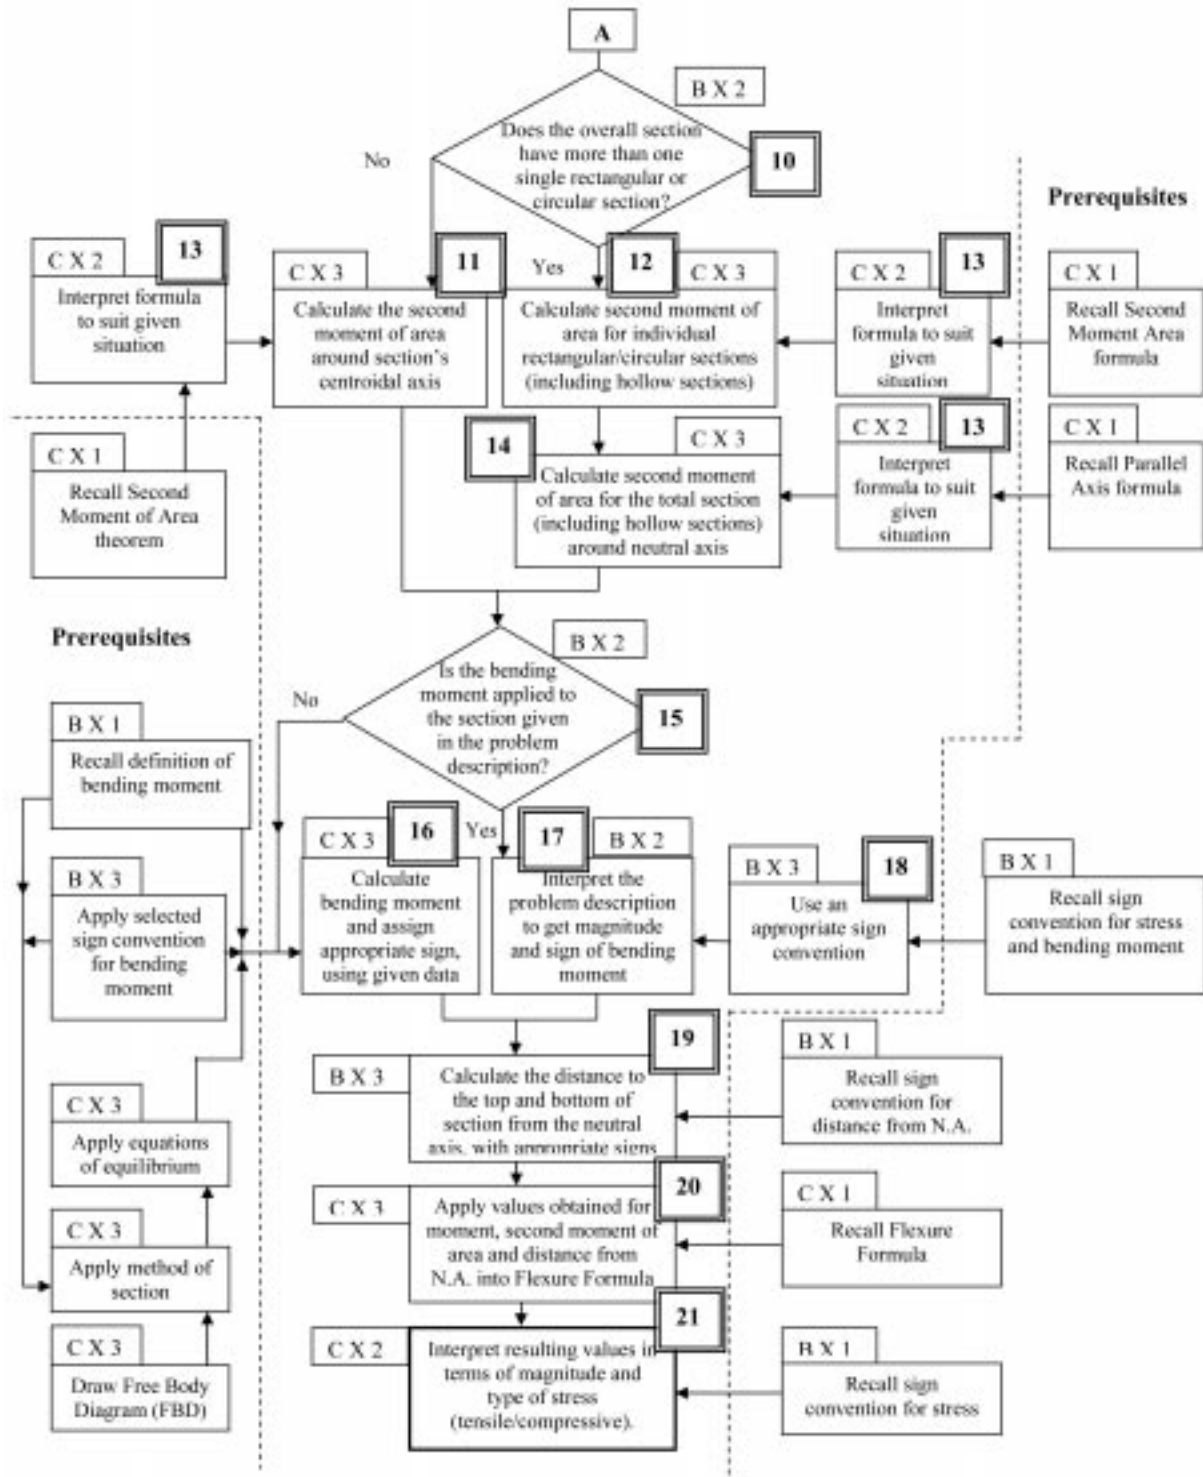 A
B X 2
Does the overall section
have more than one
single rectangular or
circular section?
10
No
Yes
Prerequisites
13
C X 2
Interpret formula
to suit given
situation
11
C X 3
Calculate the second
moment of area
around section's
centroidal axis
12
C X 3
Calculate second moment of
area for individual
rectangular/circular sections
(including hollow sections)
13
C X 2
Interpret
formula to suit
given
situation
C X 1
Recall Second
Moment Area
formula
C X 1
Recall Second
Moment of Area
theorem
14
C X 3
Calculate second moment
of area for the total section
(including hollow sections)
around neutral axis
13
C X 2
Interpret
formula to suit
given
situation
C X 1
Recall Parallel
Axis formula
Prerequisites
B X 2
Is the bending
moment applied to
the section given
in the problem
description?
15
No
Yes
B X 1
Recall definition of
bending moment
B X 3
Apply selected
sign convention
for bending
moment
16
C X 3
Calculate
bending moment
and assign
appropriate sign,
using given data
17
B X 2
Interpret the
problem description
to get magnitude
and sign of bending
moment
18
B X 3
Use an
appropriate sign
convention
B X 1
Recall sign
convention for stress
and bending moment
19
B X 3
Calculate the distance to
the top and bottom of
section from the neutral
axis, with appropriate signs
B X 1
Recall sign
convention for
distance from N.A.
C X 3
Apply equations
of equilibrium
20
C X 3
Apply values obtained for
moment, second moment of
area and distance from
N.A. into Flexure Formula
C X 1
Recall Flexure
Formula
C X 3
Apply method of
section
21
C X 2
Interpret resulting values in
terms of magnitude and
type of stress
(tensile/compressive).
B X 1
Recall sign
convention for stress
C X 3
Draw Free Body
Diagram (FBD)